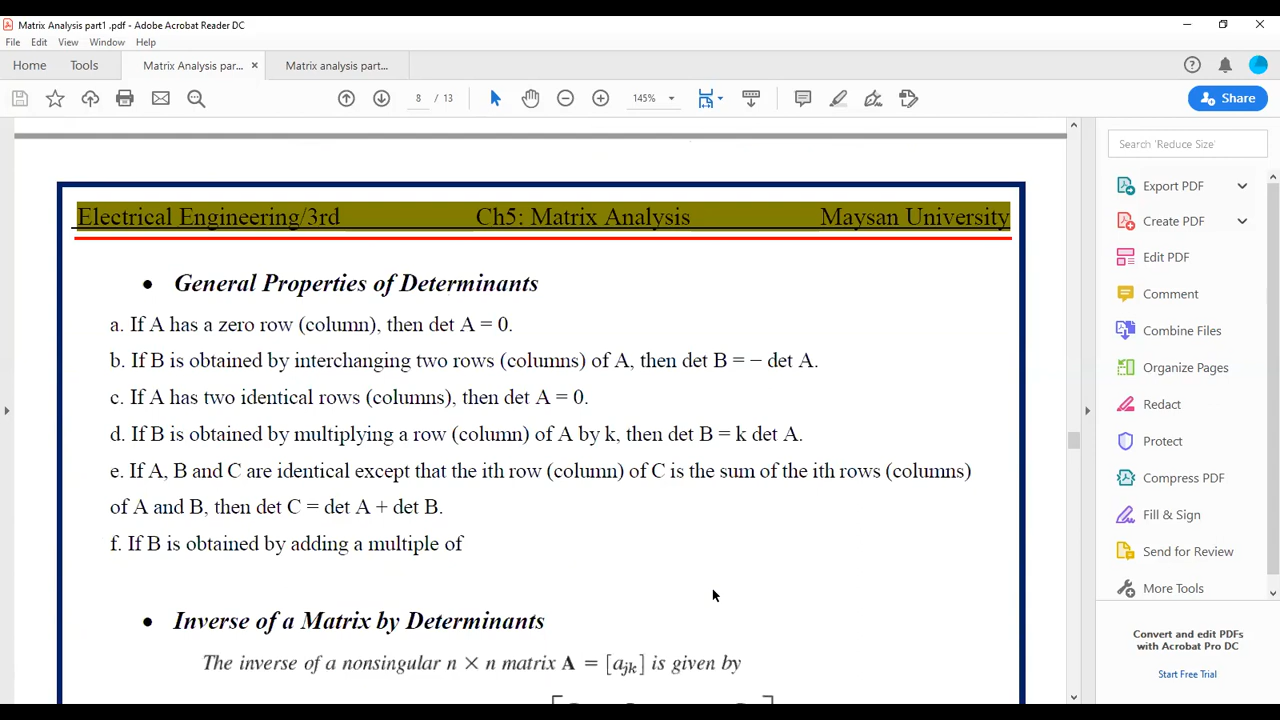 Matrix Analysis part1 .pdf - Adobe Acrobat Reader DC
File Edit View Window Help
Home Tools Matrix Analysis par... × Matrix analysis part...
8 / 13 145% Share
Search 'Reduce Size'
Electrical Engineering/3rd Ch5: Matrix Analysis Maysan University
• General Properties of Determinants
a. If A has a zero row (column), then det A = 0.
b. If B is obtained by interchanging two rows (columns) of A, then det B = − det A.
c. If A has two identical rows (columns), then det A = 0.
d. If B is obtained by multiplying a row (column) of A by k, then det B = k det A.
e. If A, B and C are identical except that the ith row (column) of C is the sum of the ith rows (columns)
of A and B, then det C = det A + det B.
f. If B is obtained by adding a multiple of
• Inverse of a Matrix by Determinants
The inverse of a nonsingular n × n matrix A = [ajk] is given by
Export PDF
Create PDF
Edit PDF
Comment
Combine Files
Organize Pages
Redact
Protect
Compress PDF
Fill & Sign
Send for Review
More Tools
Convert and edit PDFs
with Acrobat Pro DC
Start Free Trial